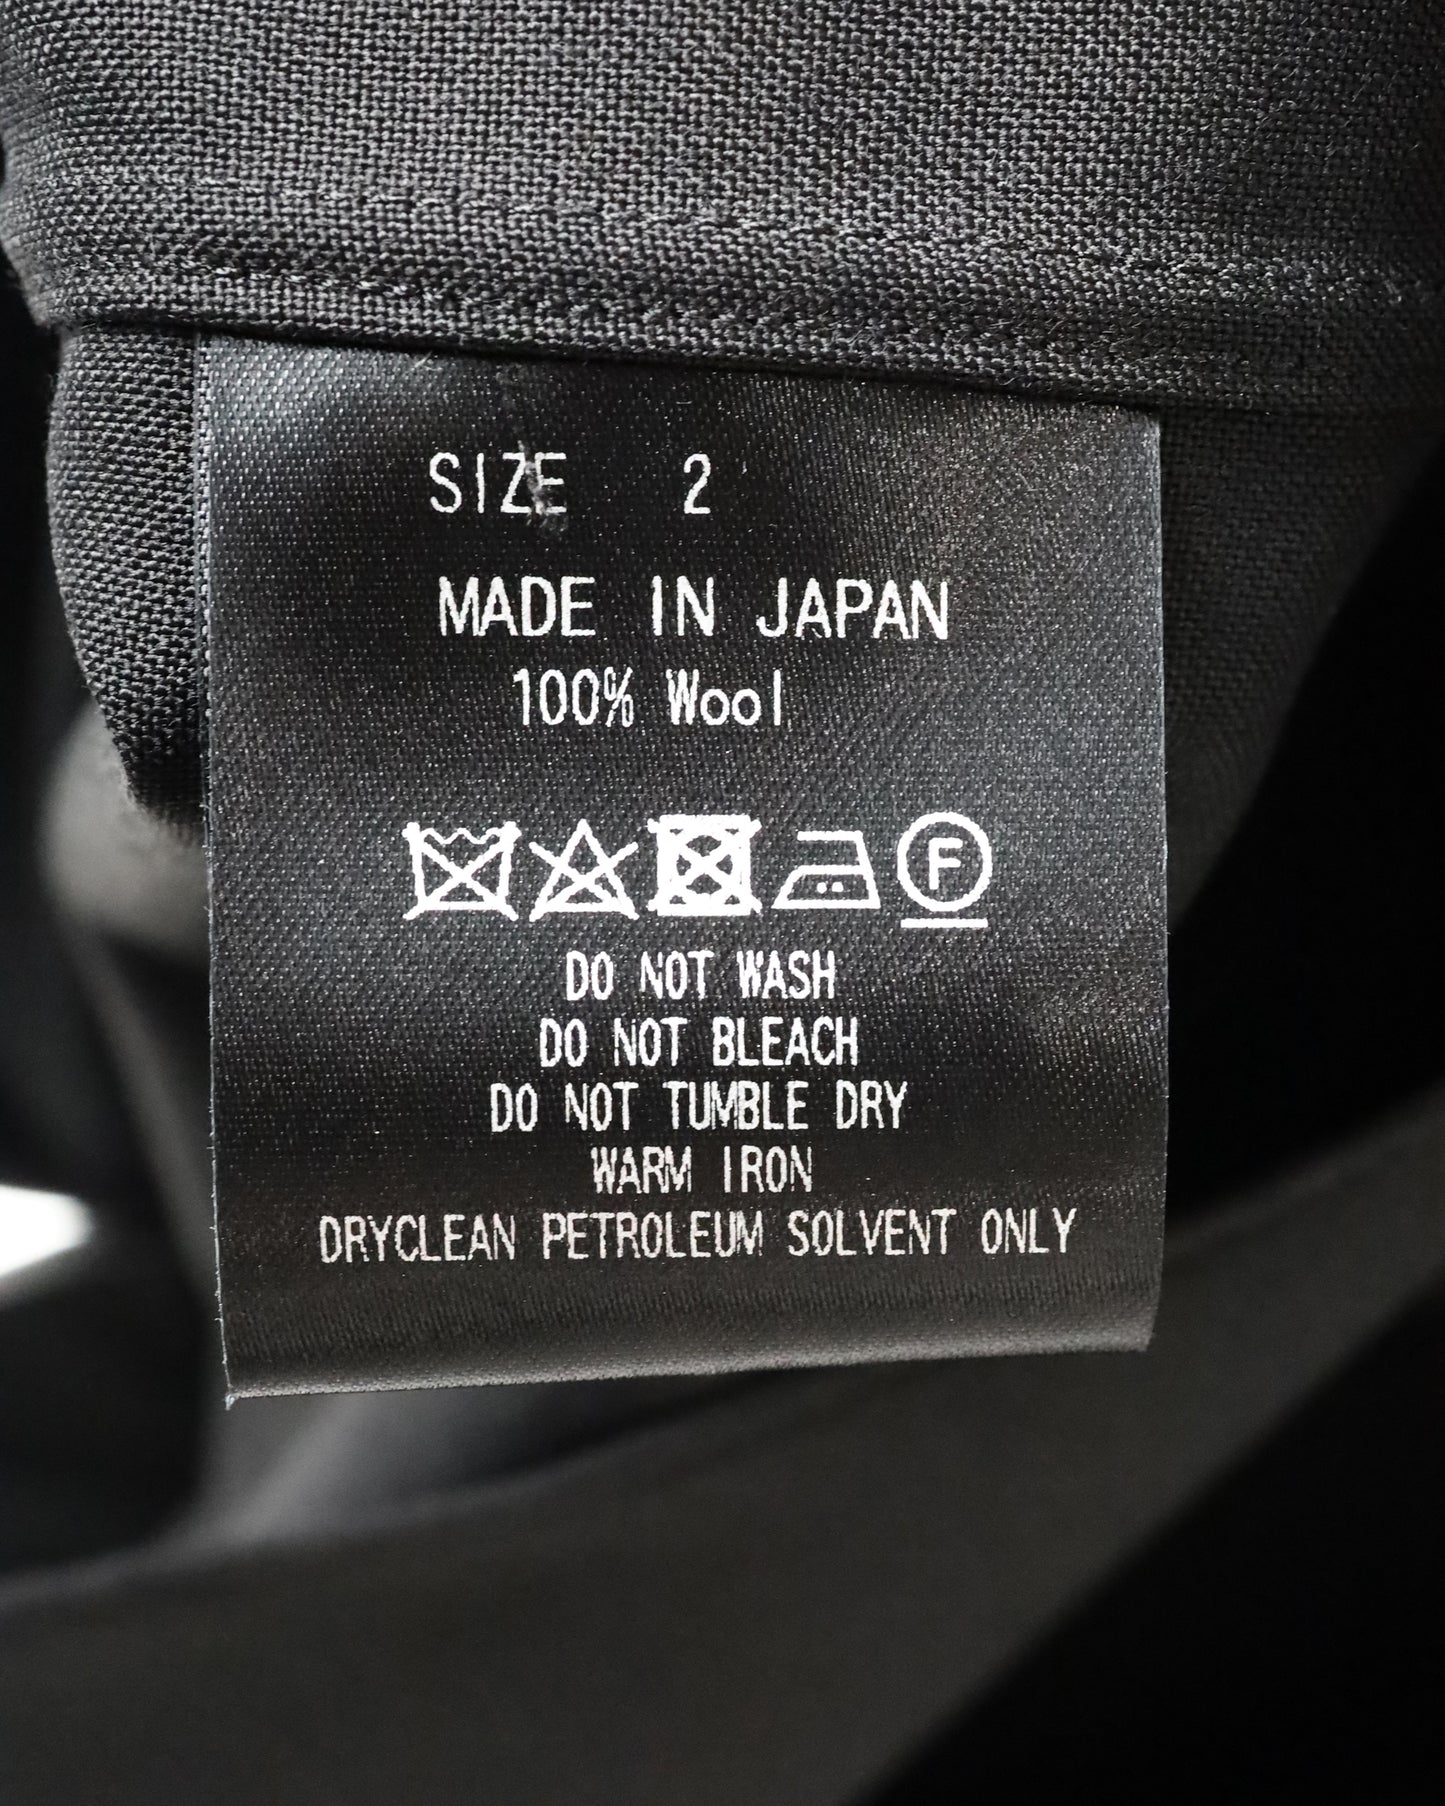 SIZE 2
MADE IN JAPAN
100% Wool
F
DO NOT WASH
DO NOT BLEACH
DO NOT TUMBLE DRY
WARM IRON
DRYCLEAN PETROLEUM SOLVENT ONLY